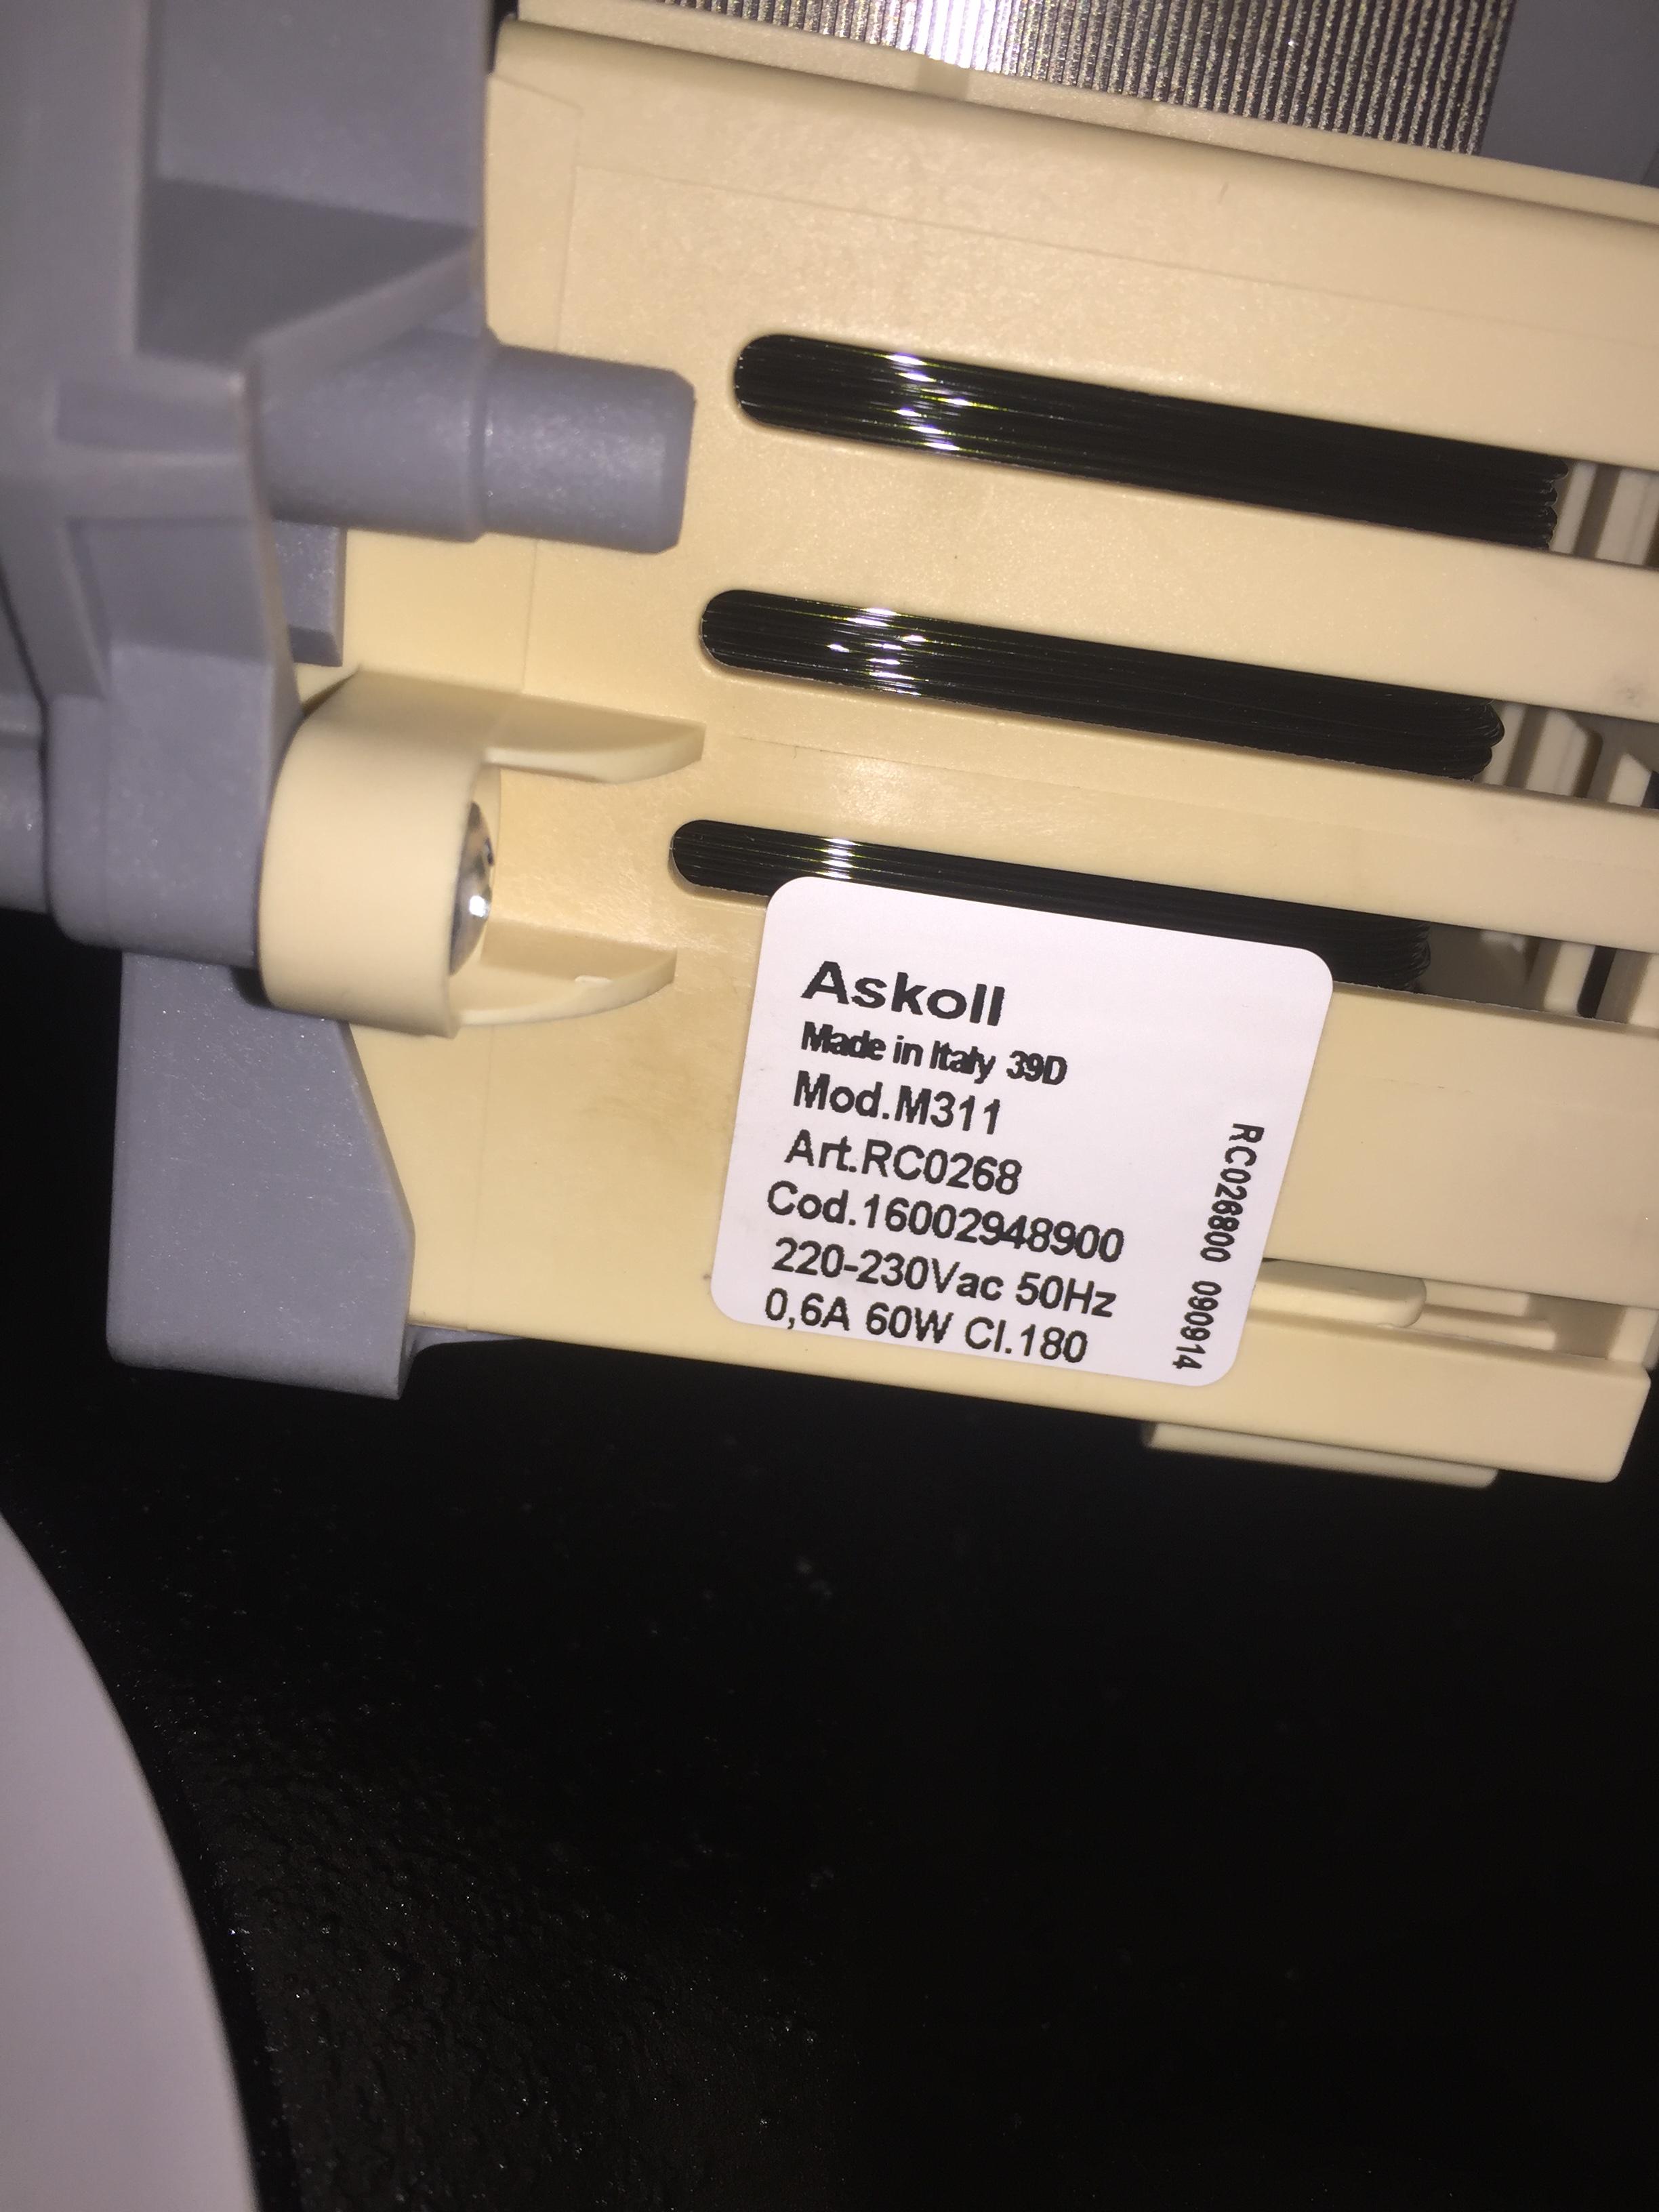 Askoll
Made in Italy 39D
Mod.M311
Art.RC0268
Cod.16002948900
220-230Vac 50Hz
0,6A 60W Cl.180
RC026800 090914